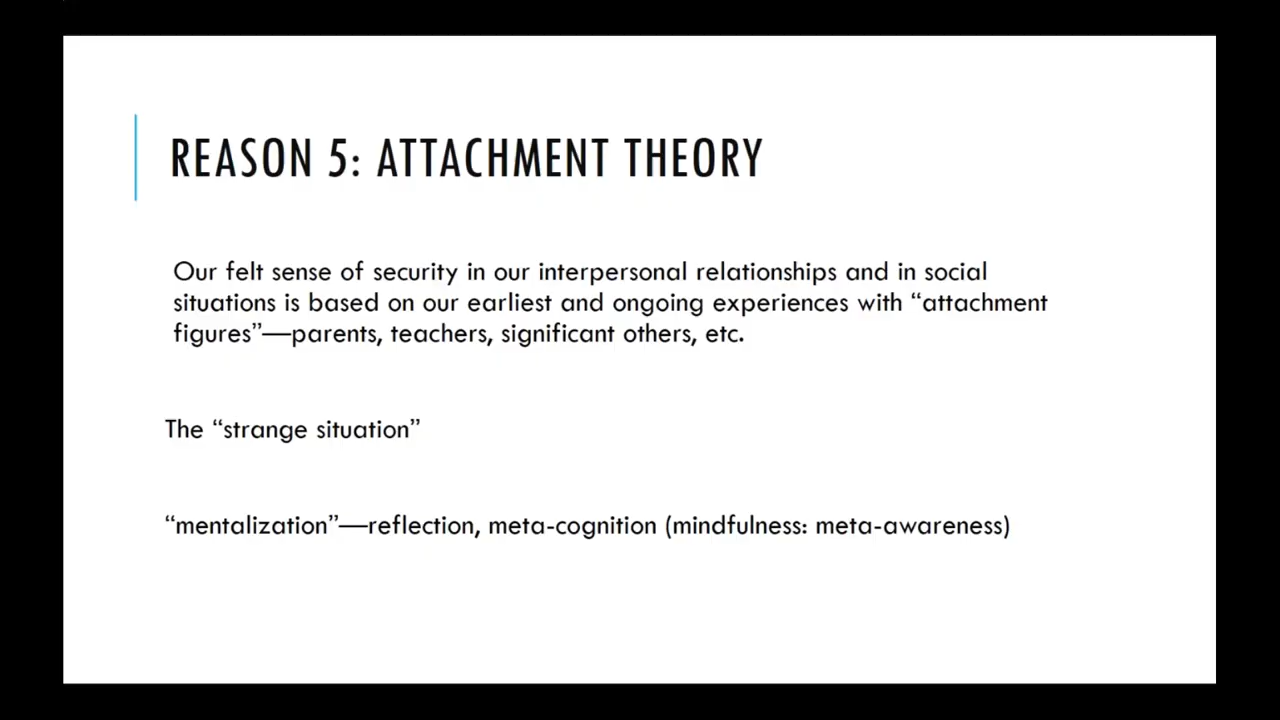 REASON 5: ATTACHMENT THEORY
Our felt sense of security in our interpersonal relationships and in social
situations is based on our earliest and ongoing experiences with “attachment
figures”—parents, teachers, significant others, etc.
The “strange situation”
“mentalization”—reflection, meta-cognition (mindfulness: meta-awareness)